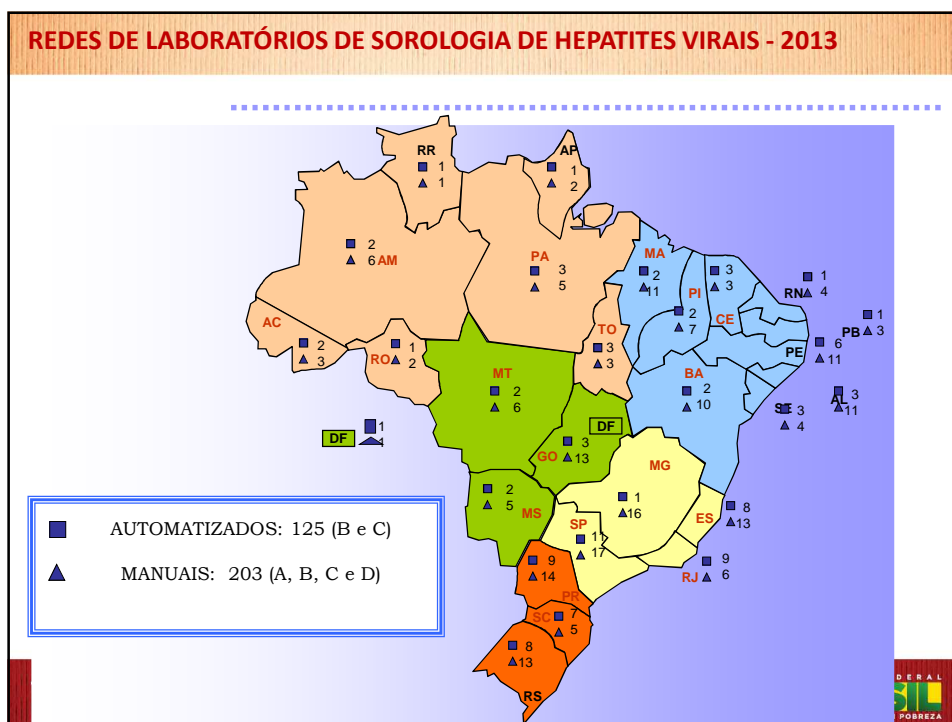 REDES DE LABORATÓRIOS DE SOROLOGIA DE HEPATITES VIRAIS - 2013
RR
1
1
AP
1
2
2
6 AM
PA
3
5
MA
2
11
PI
2
7
3
3
CE
1
RN 4
1
PB 3
PE
6
11
AC
2
3
RO
1
2
TO
3
3
MT
2
6
BA
2
10
3
AL
11
SE
3
4
DF
1
1
DF
GO
3
13
MG
1
16
2
5
MS
ES
8
13
SP
11
17
9
RJ 6
9
14
PR
SC
7
5
8
13
RS
AUTOMATIZADOS: 125 (B e C)
MANUAIS: 203 (A, B, C e D)
DERAL
SIL
POBREZA